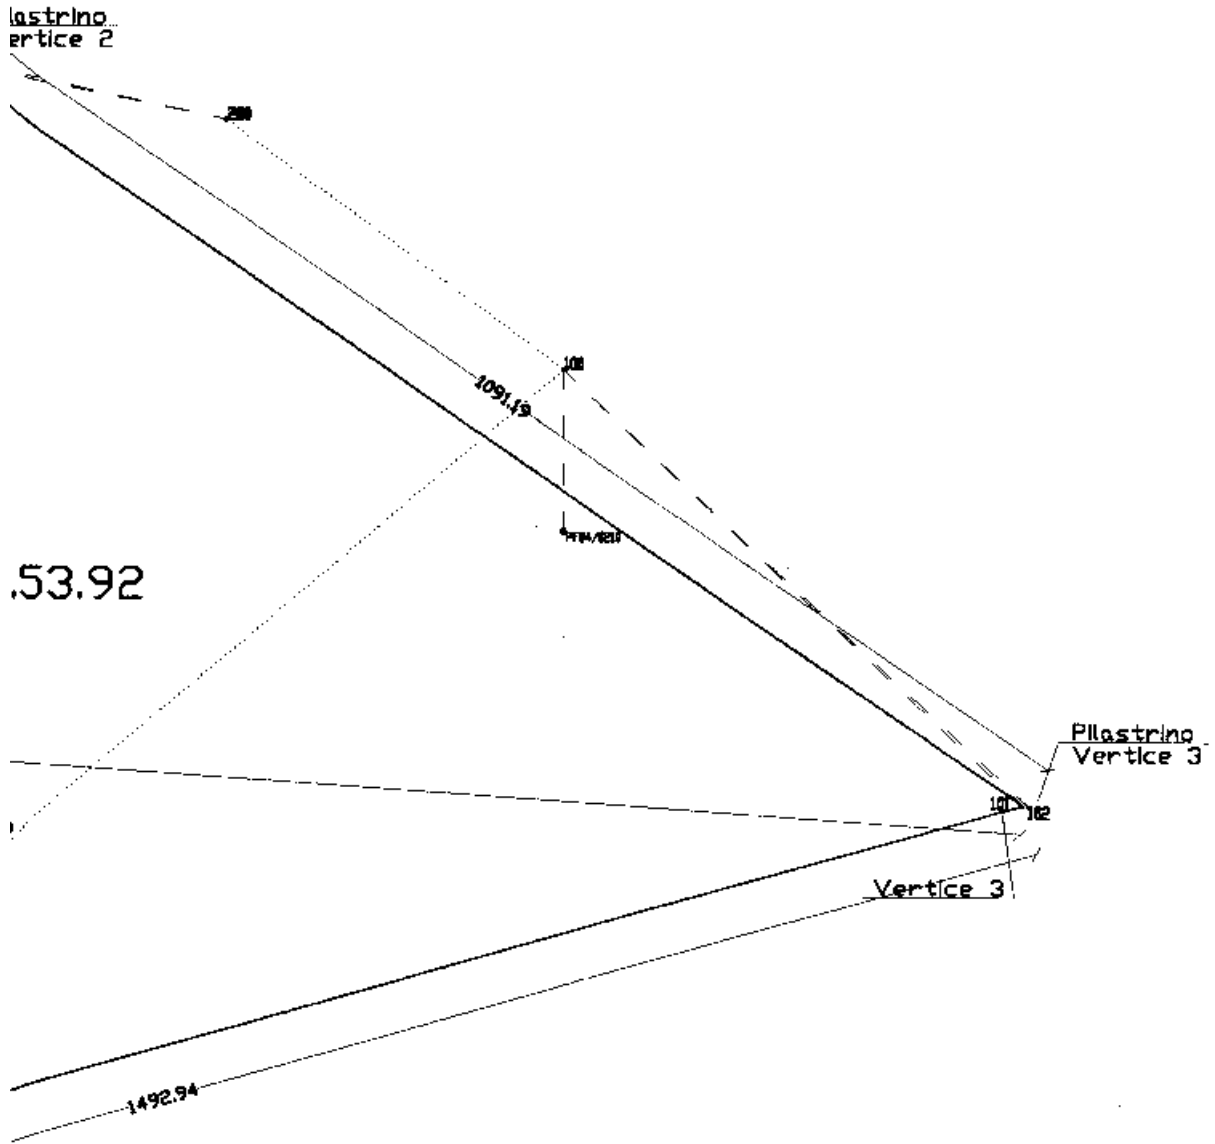 lastrino
ertice 2
200
100
1091.19
.53.92
Pilastrino
Vertice 3
101
102
Vertice 3
1492.94